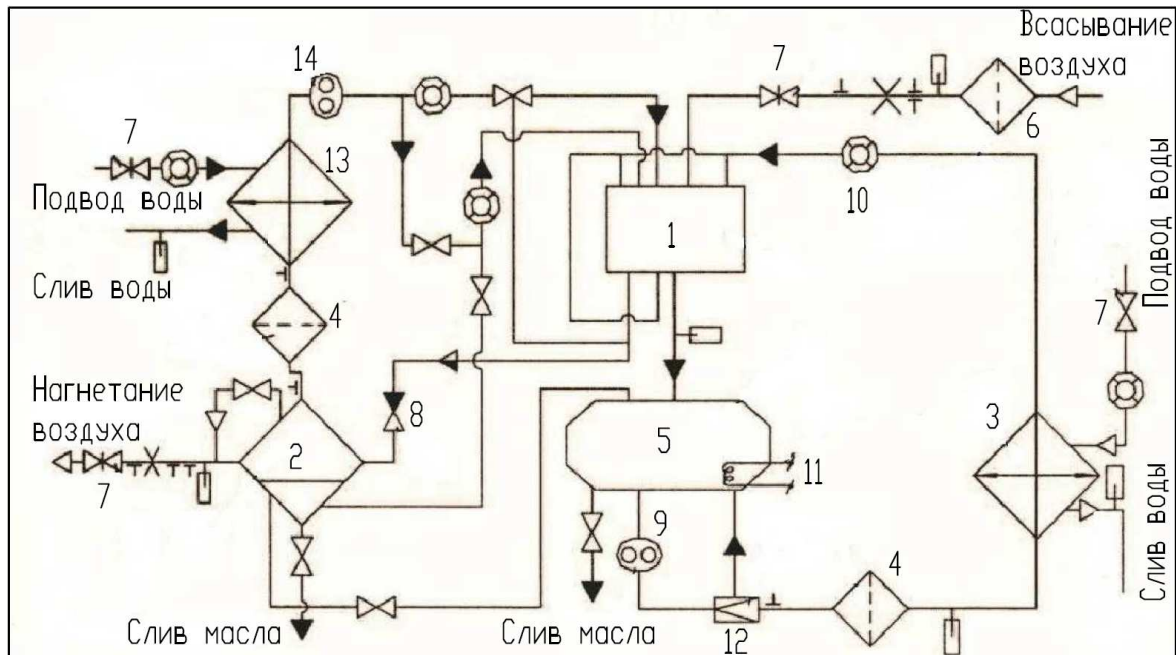 Всасывание
воздуха
14
7
6
7
13
Подвод воды
10
Подвод воды
1
Слив воды
4
7
Нагнетание
воздуха
8
3
2
5
11
7
9
4
Слив воды
Слив масла
Слив масла
12